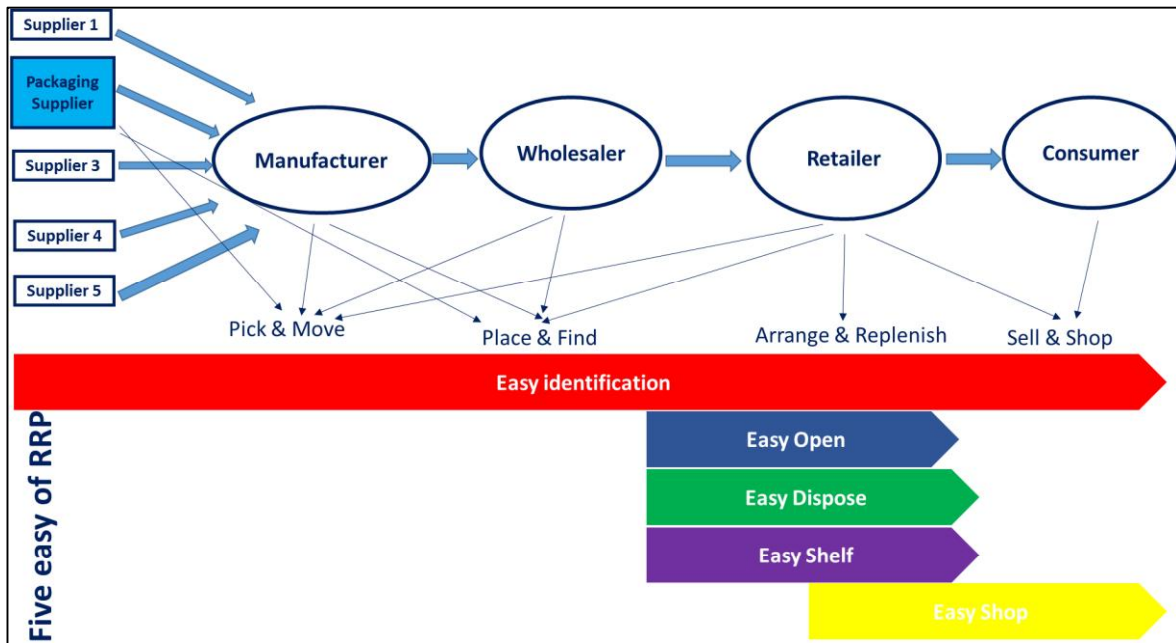 Supplier 1
Packaging
Supplier
Supplier 3
Supplier 4
Supplier 5
Manufacturer
Wholesaler
Retailer
Consumer
Pick & Move
Place & Find
Arrange & Replenish
Sell & Shop
Five easy of RRP
Easy identification
Easy Open
Easy Dispose
Easy Shelf
Easy Shop